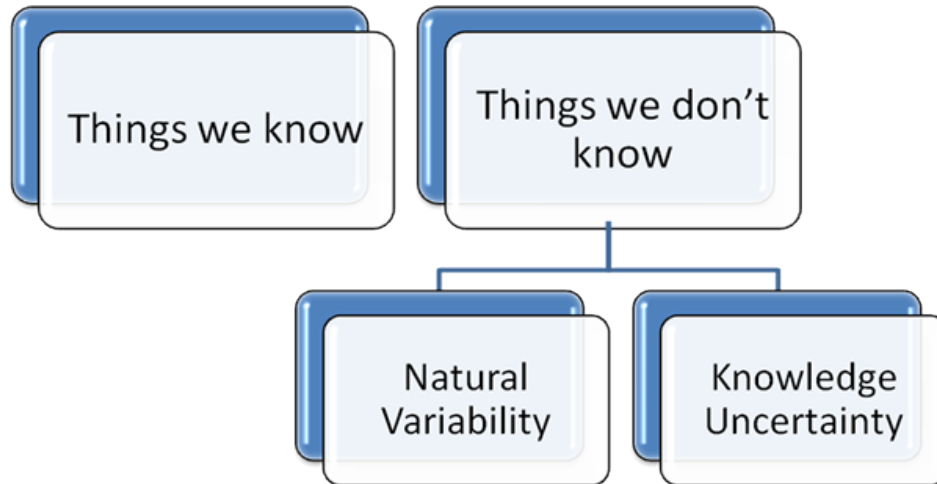 Things we know
Things we don’t
know
Natural
Variability
Knowledge
Uncertainty